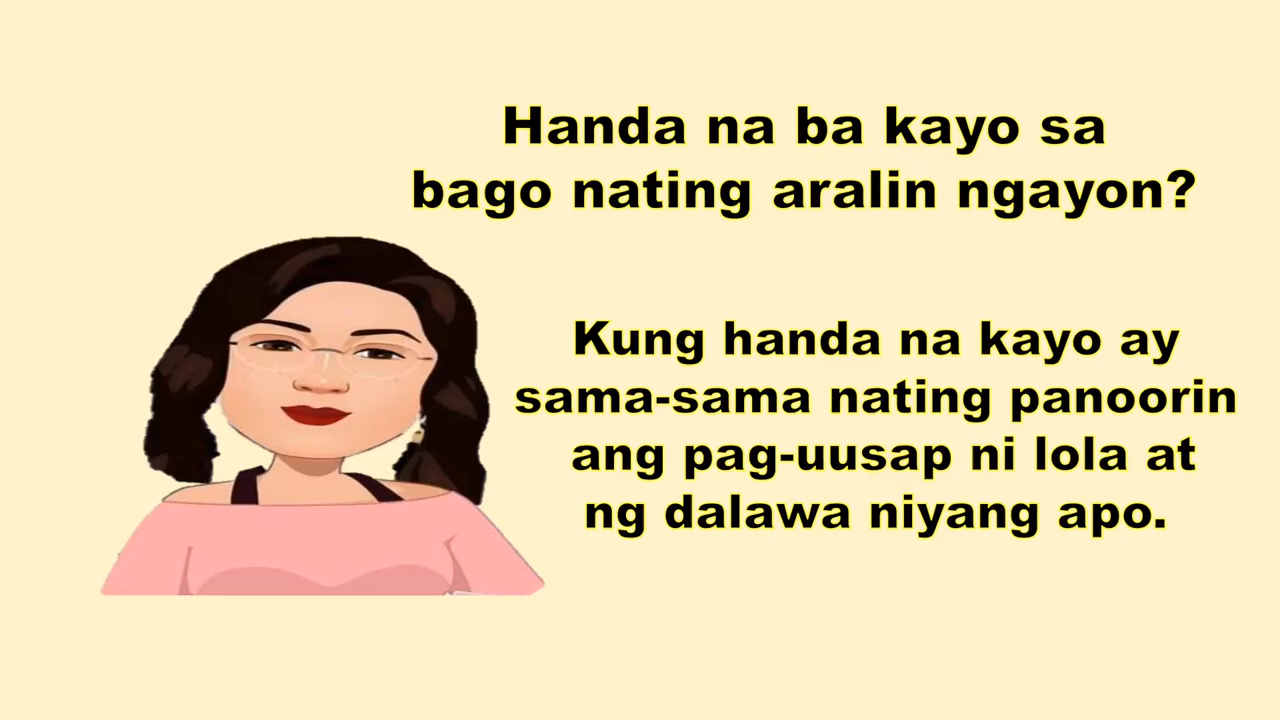 Handa na ba kayo sa
bago nating aralin ngayon?
Kung handa na kayo ay
sama-sama nating panoorin
ang pag-uusap ni lola at
ng dalawa niyang apo.